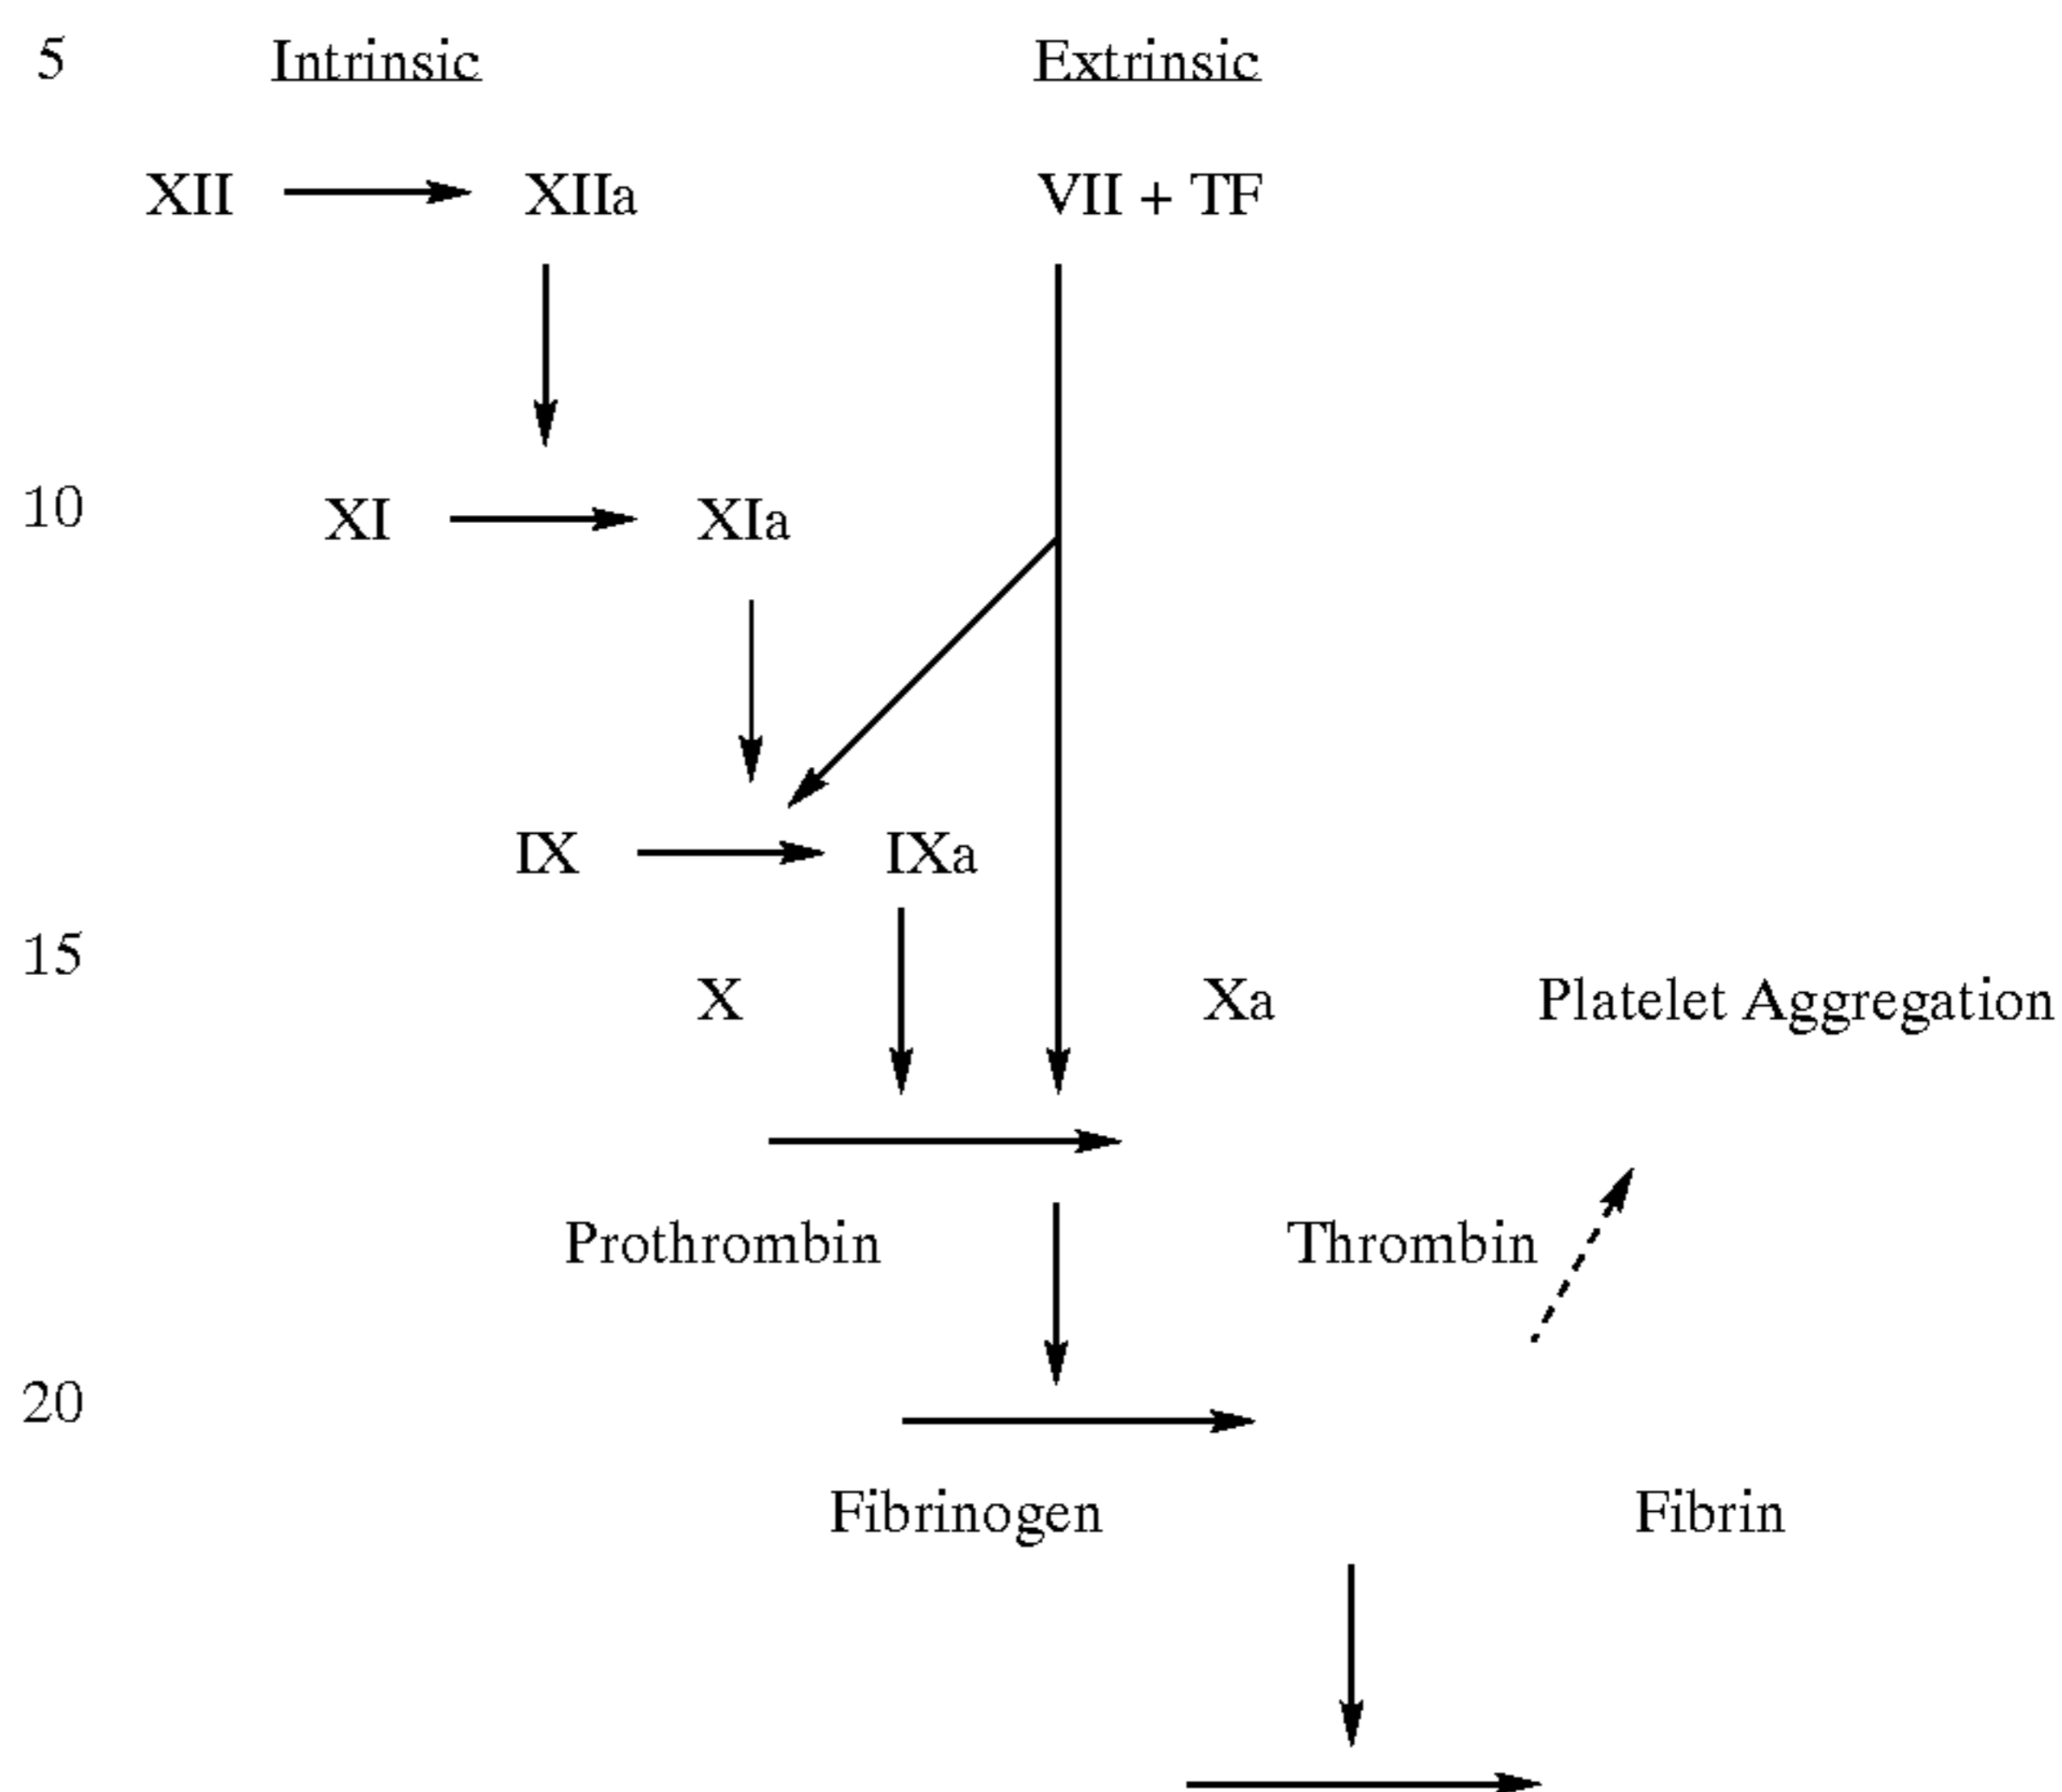 5 Intrinsic Extrinsic
XII XIIa VII + TF
10 XI XIa
IX IXa
15
X Xa Platelet Aggregation
Prothrombin Thrombin
20
Fibrinogen Fibrin